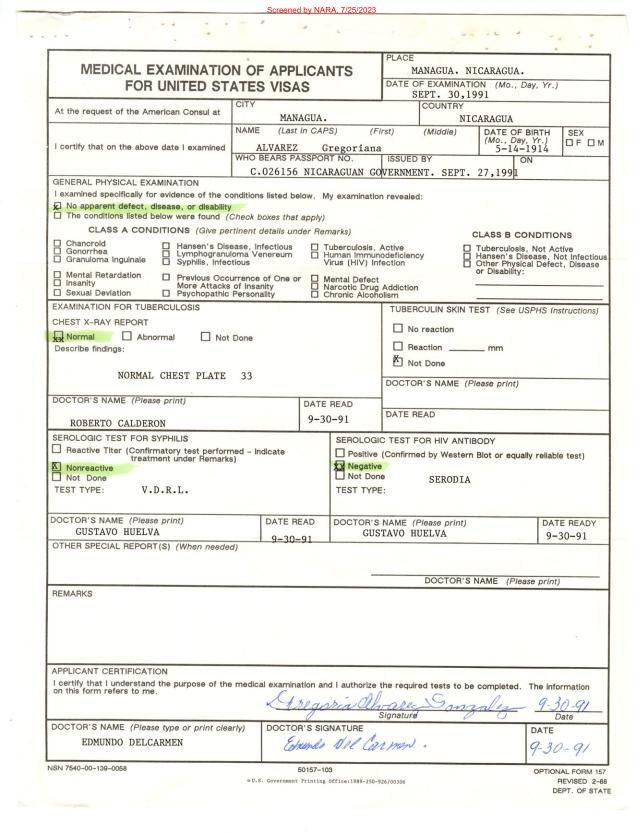 Screened by NARA, 7/25/2023
MEDICAL EXAMINATION OF APPLICANTS
FOR UNITED STATES VISAS
PLACE
MANAGUA. NICARAGUA.
DATE OF EXAMINATION (Mo., Day, Yr.)
SEPT. 30,1991
At the request of the American Consul at
CITY
MANAGUA.
COUNTRY
NICARAGUA
I certify that on the above date I examined
NAME (Last in CAPS) (First) (Middle)
ALVAREZ Gregoriana
DATE OF BIRTH
(Mo., Day, Yr.)
5-14-1914
SEX
F M
WHO BEARS PASSPORT NO. ISSUED BY ON
C.026156 NICARAGUAN GOVERNMENT. SEPT. 27,1991
GENERAL PHYSICAL EXAMINATION
I examined specifically for evidence of the conditions listed below. My examination revealed:
X No apparent defect, disease, or disability
The conditions listed below were found (Check boxes that apply)
CLASS A CONDITIONS (Give pertinent details under Remarks)
Chancroid
Gonorrhea
Granuloma Inguinale
Hansen's Disease, Infectious
Lymphogranuloma Venereum
Syphilis, Infectious
Tuberculosis, Active
Human Immunodeficiency
Virus (HIV) Infection
Mental Retardation
Insanity
Sexual Deviation
Previous Occurrence of One or
More Attacks of Insanity
Psychopathic Personality
Mental Defect
Narcotic Drug Addiction
Chronic Alcoholism
CLASS B CONDITIONS
Tuberculosis, Not Active
Hansen's Disease, Not Infectious
Other Physical Defect, Disease
or Disability:
EXAMINATION FOR TUBERCULOSIS
CHEST X-RAY REPORT
XX Normal Abnormal Not Done
Describe findings:
NORMAL CHEST PLATE 33
DOCTOR'S NAME (Please print)
ROBERTO CALDERON
DATE READ
9-30-91
TUBERCULIN SKIN TEST (See USPHS Instructions)
No reaction
Reaction mm
X Not Done
DOCTOR'S NAME (Please print)
DATE READ
SEROLOGIC TEST FOR SYPHILIS
Reactive Titer (Confirmatory test performed - indicate
treatment under Remarks)
X Nonreactive
Not Done
TEST TYPE: V.D.R.L.
SEROLOGIC TEST FOR HIV ANTIBODY
Positive (Confirmed by Western Blot or equally reliable test)
XX Negative
Not Done SERODIA
TEST TYPE:
DOCTOR'S NAME (Please print)
GUSTAVO HUELVA
DATE READ
9-30-91
DOCTOR'S NAME (Please print)
GUSTAVO HUELVA
DATE READY
9-30-91
OTHER SPECIAL REPORT(S) (When needed)
DOCTOR'S NAME (Please print)
REMARKS
APPLICANT CERTIFICATION
I certify that I understand the purpose of the medical examination and I authorize the required tests to be completed. The information
on this form refers to me.
Gregoria Alvarez Gonzalez 9-30-91
Signature Date
DOCTOR'S NAME (Please type or print clearly)
EDMUNDO DELCARMEN
DOCTOR'S SIGNATURE
Edmundo Del Carmen.
DATE
9-30-91
NSN 7540-00-139-0058
50157-103
U.S. Government Printing Office:1988-250-926/00306
OPTIONAL FORM 157
REVISED 2-88
DEPT. OF STATE